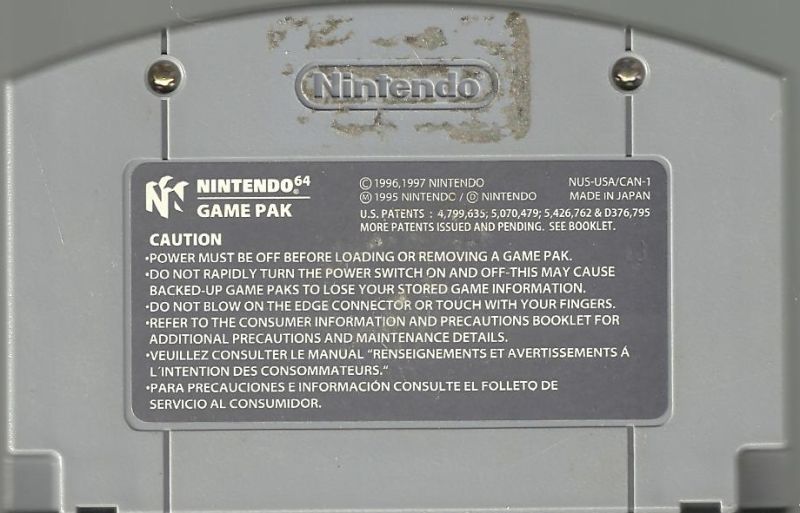 Nintendo
NINTENDO®64
GAME PAK
© 1996,1997 NINTENDO
Ⓜ 1995 NINTENDO / Ⓓ NINTENDO
NUS-USA/CAN-1
MADE IN JAPAN
U.S. PATENTS : 4,799,635; 5,070,479; 5,426,762 & D376,795
MORE PATENTS ISSUED AND PENDING. SEE BOOKLET.
CAUTION
•POWER MUST BE OFF BEFORE LOADING OR REMOVING A GAME PAK.
•DO NOT RAPIDLY TURN THE POWER SWITCH ON AND OFF-THIS MAY CAUSE
BACKED-UP GAME PAKS TO LOSE YOUR STORED GAME INFORMATION.
•DO NOT BLOW ON THE EDGE CONNECTOR OR TOUCH WITH YOUR FINGERS.
•REFER TO THE CONSUMER INFORMATION AND PRECAUTIONS BOOKLET FOR
ADDITIONAL PRECAUTIONS AND MAINTENANCE DETAILS.
•VEUILLEZ CONSULTER LE MANUAL “RENSEIGNEMENTS ET AVERTISSEMENTS Á
L'INTENTION DES CONSOMMATEURS.“
•PARA PRECAUCIONES E INFORMACIÓN CONSULTE EL FOLLETO DE
SERVICIO AL CONSUMIDOR.